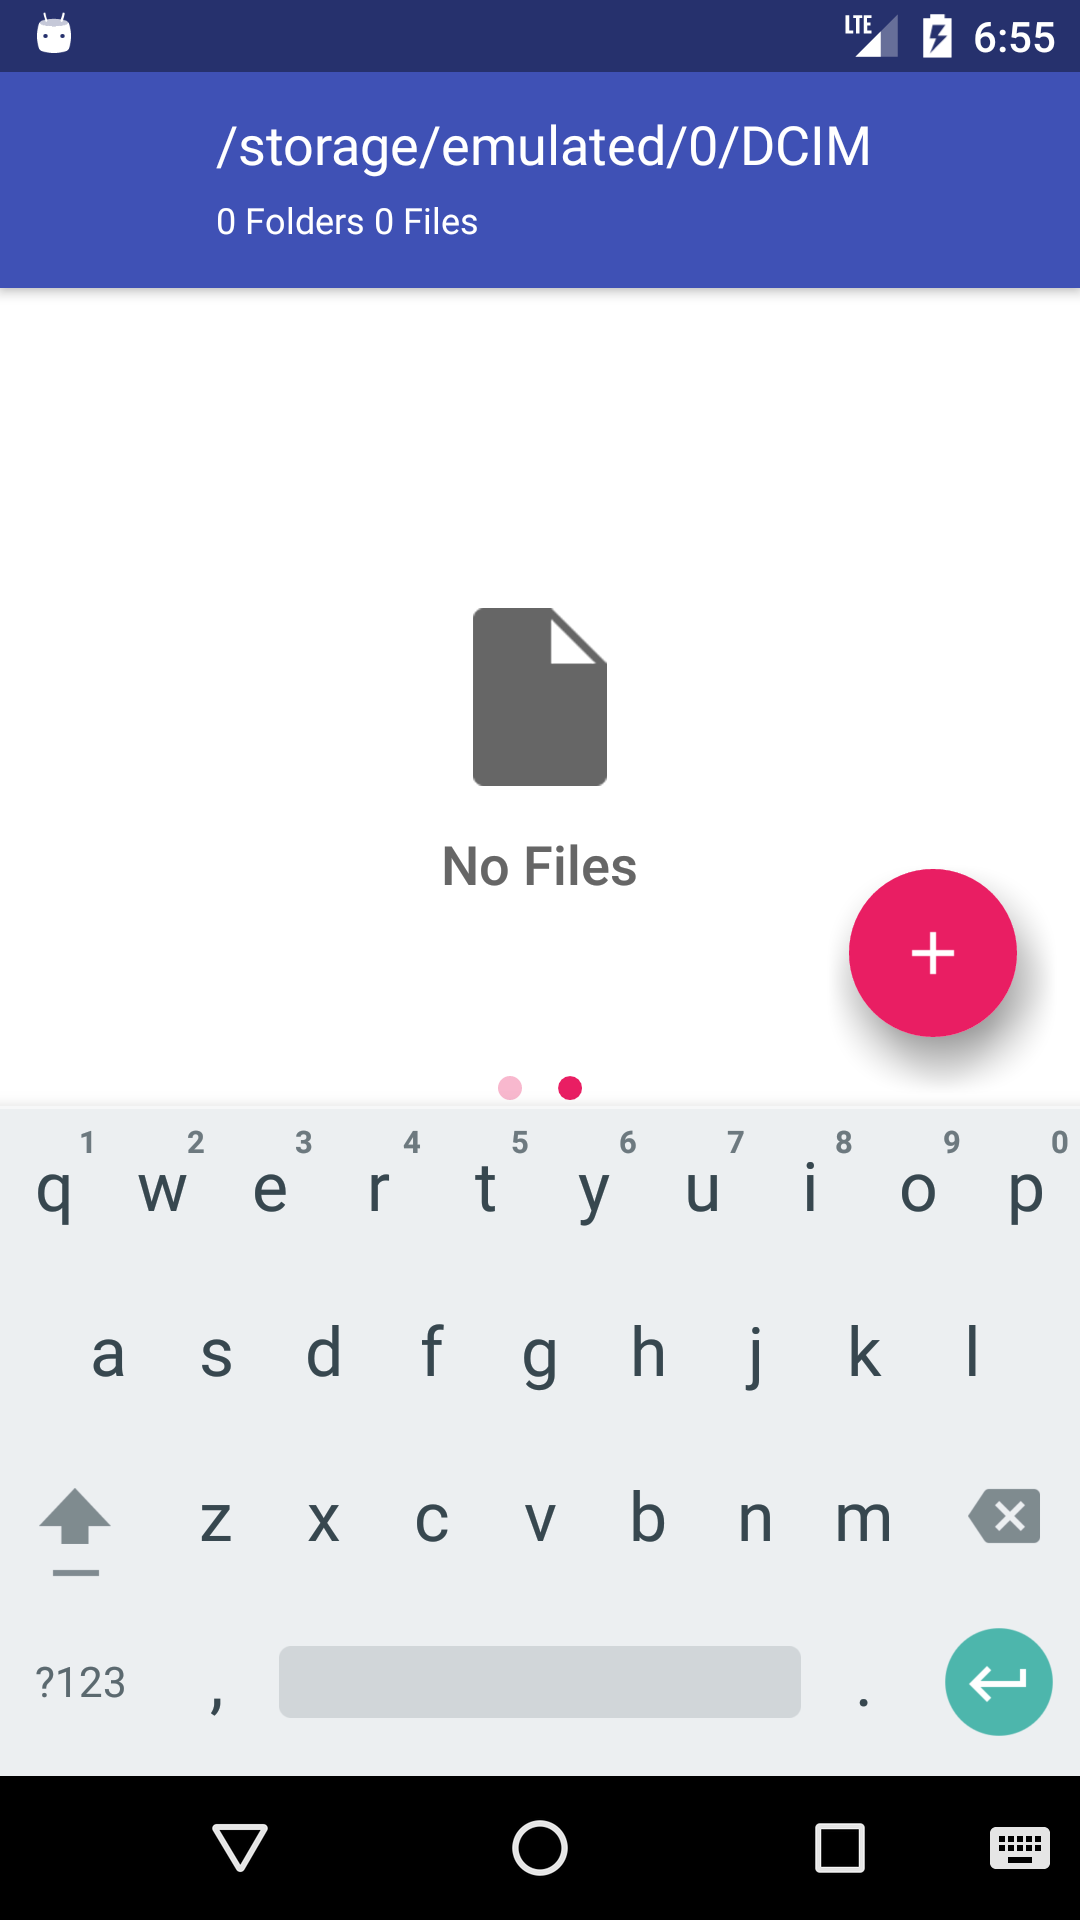 LTE 6:55
/storage/emulated/0/DCIM
0 Folders 0 Files
No Files
1 2 3 4 5 6 7 8 9 0
q w e r t y u i o p
a s d f g h j k l
z x c v b n m
?123 , .